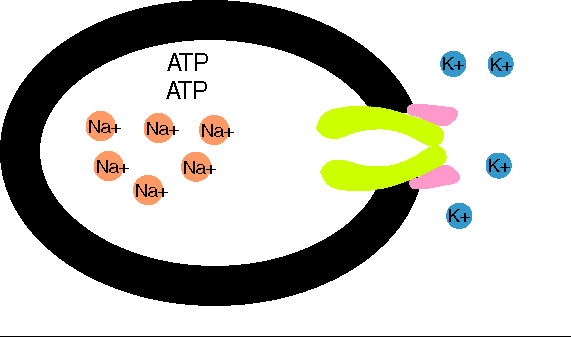 ATP
ATP
K+ K+
Na+ Na+ Na+
Na+ Na+ K+
Na+
K+